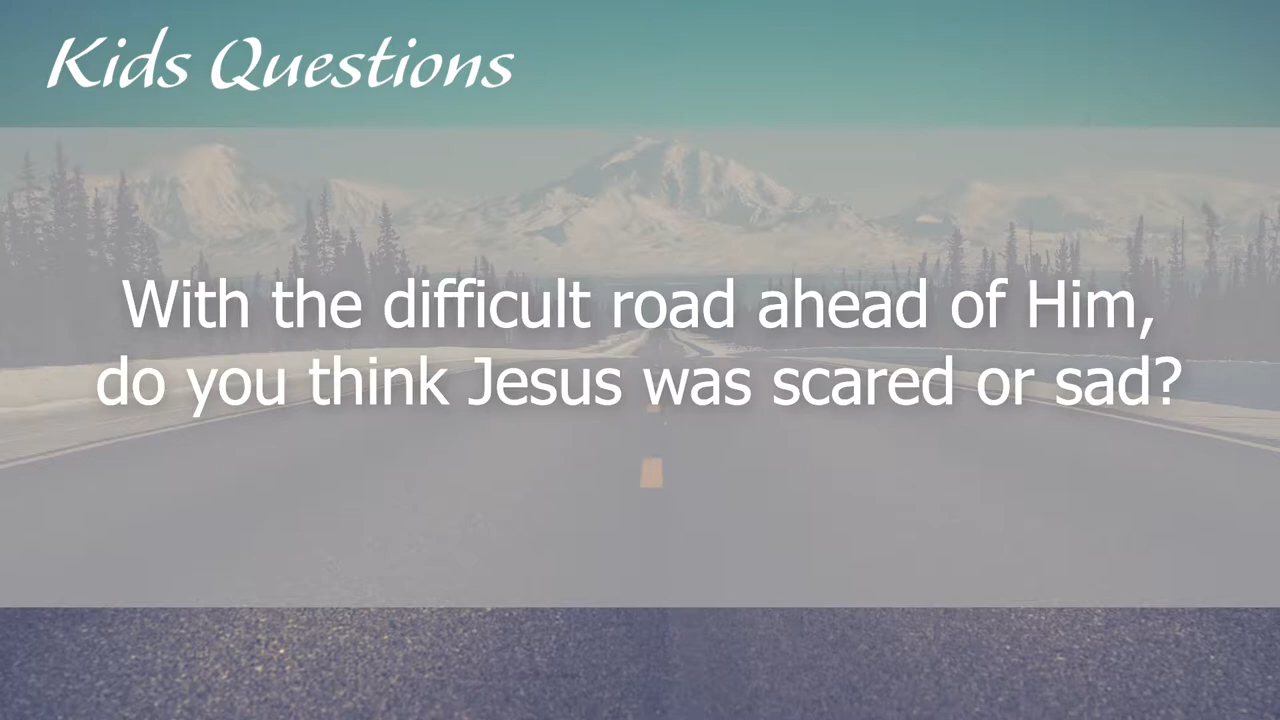 Kids Questions
With the difficult road ahead of Him,
do you think Jesus was scared or sad?